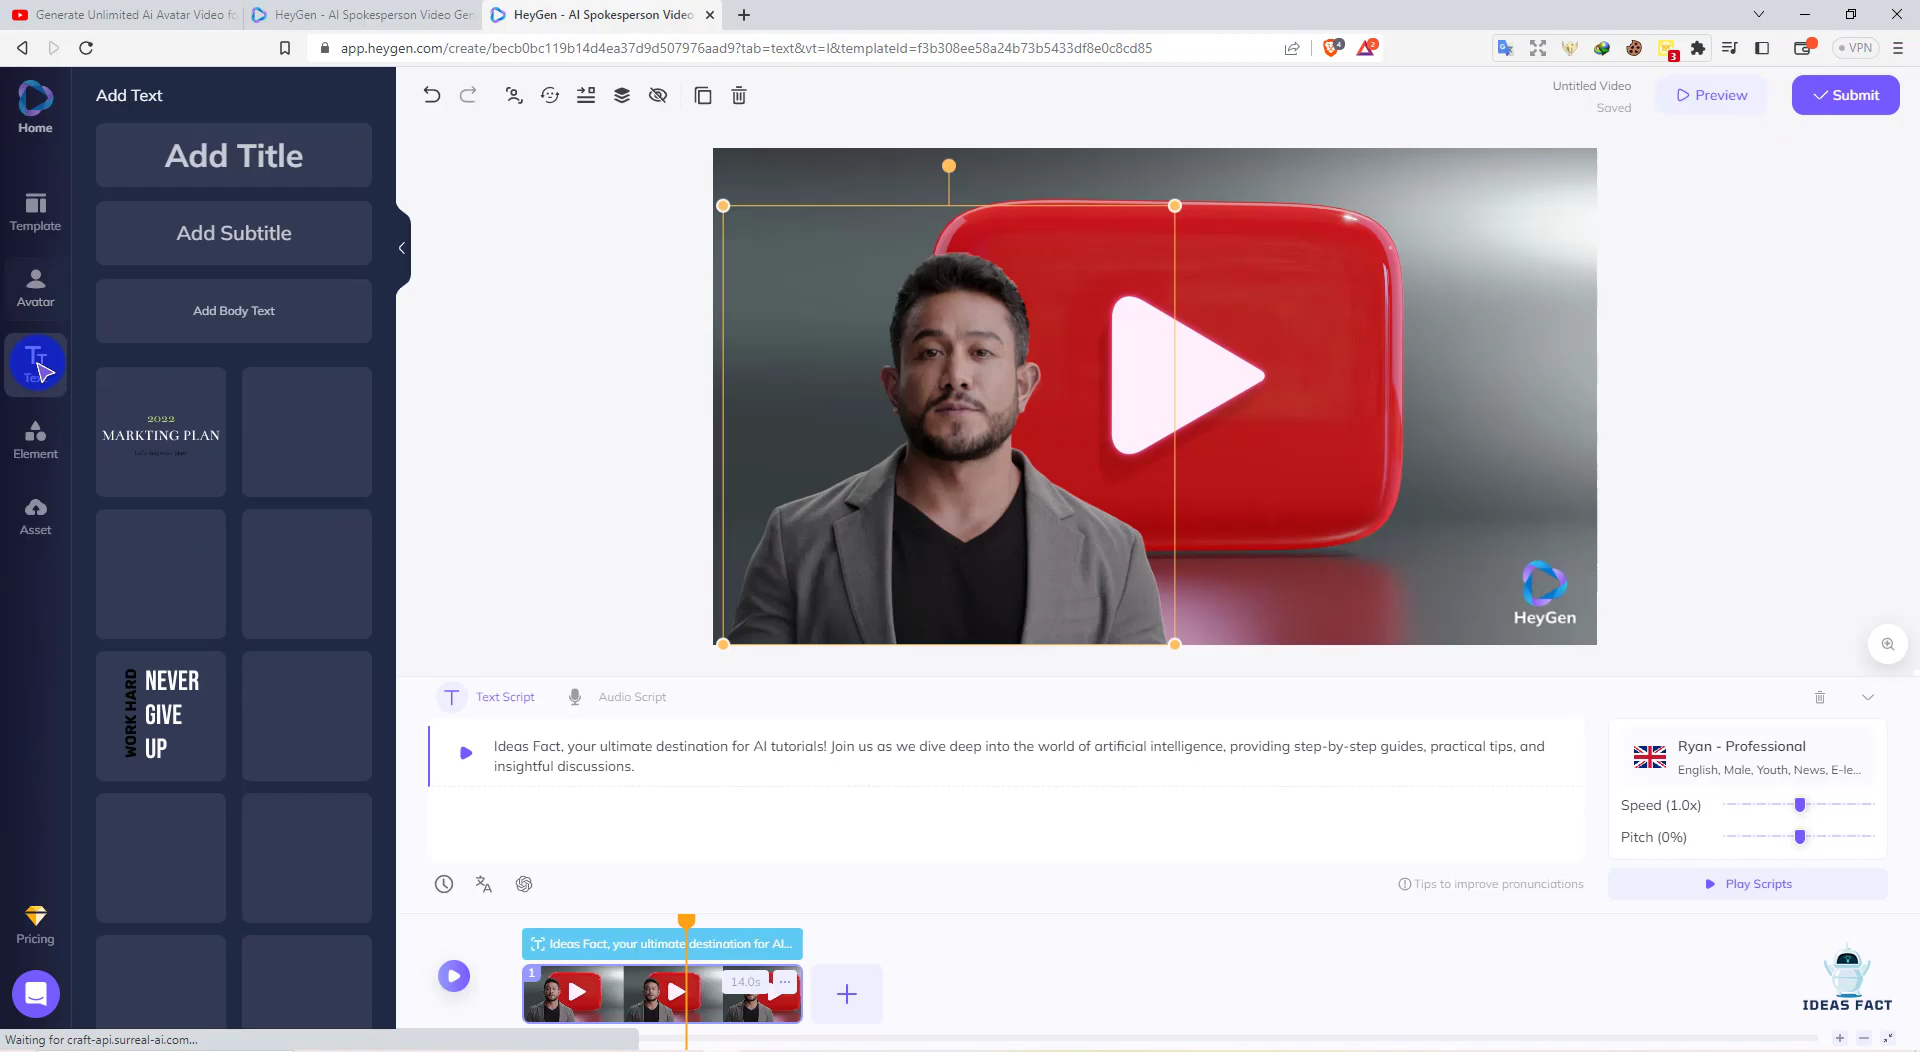 Generate Unlimited Ai Avatar Video fo
HeyGen - AI Spokesperson Video Gen
HeyGen - AI Spokesperson Video
app.heygen.com/create/becb0bc119b14d4ea37d9d507976aad9?tab=text&vt=l&templateId=f3b308ee58a24b73b5433df8e0c8cd85
4
2
3
VPN
Home
Template
Avatar
Text
Element
Asset
Pricing
Add Text
Add Title
Add Subtitle
Add Body Text
2022
MARKTING PLAN
WORK HARD
NEVER
GIVE
UP
Untitled Video
Saved
Preview
Submit
HeyGen
Text Script
Audio Script
Ideas Fact, your ultimate destination for AI tutorials! Join us as we dive deep into the world of artificial intelligence, providing step-by-step guides, practical tips, and
insightful discussions.
Ryan - Professional
English, Male, Youth, News, E-le...
Speed (1.0x)
Pitch (0%)
Tips to improve pronunciations
Play Scripts
Ideas Fact, your ultimate destination for AI...
1
14.0s
IDEAS FACT
Waiting for craft-api.surreal-ai.com...